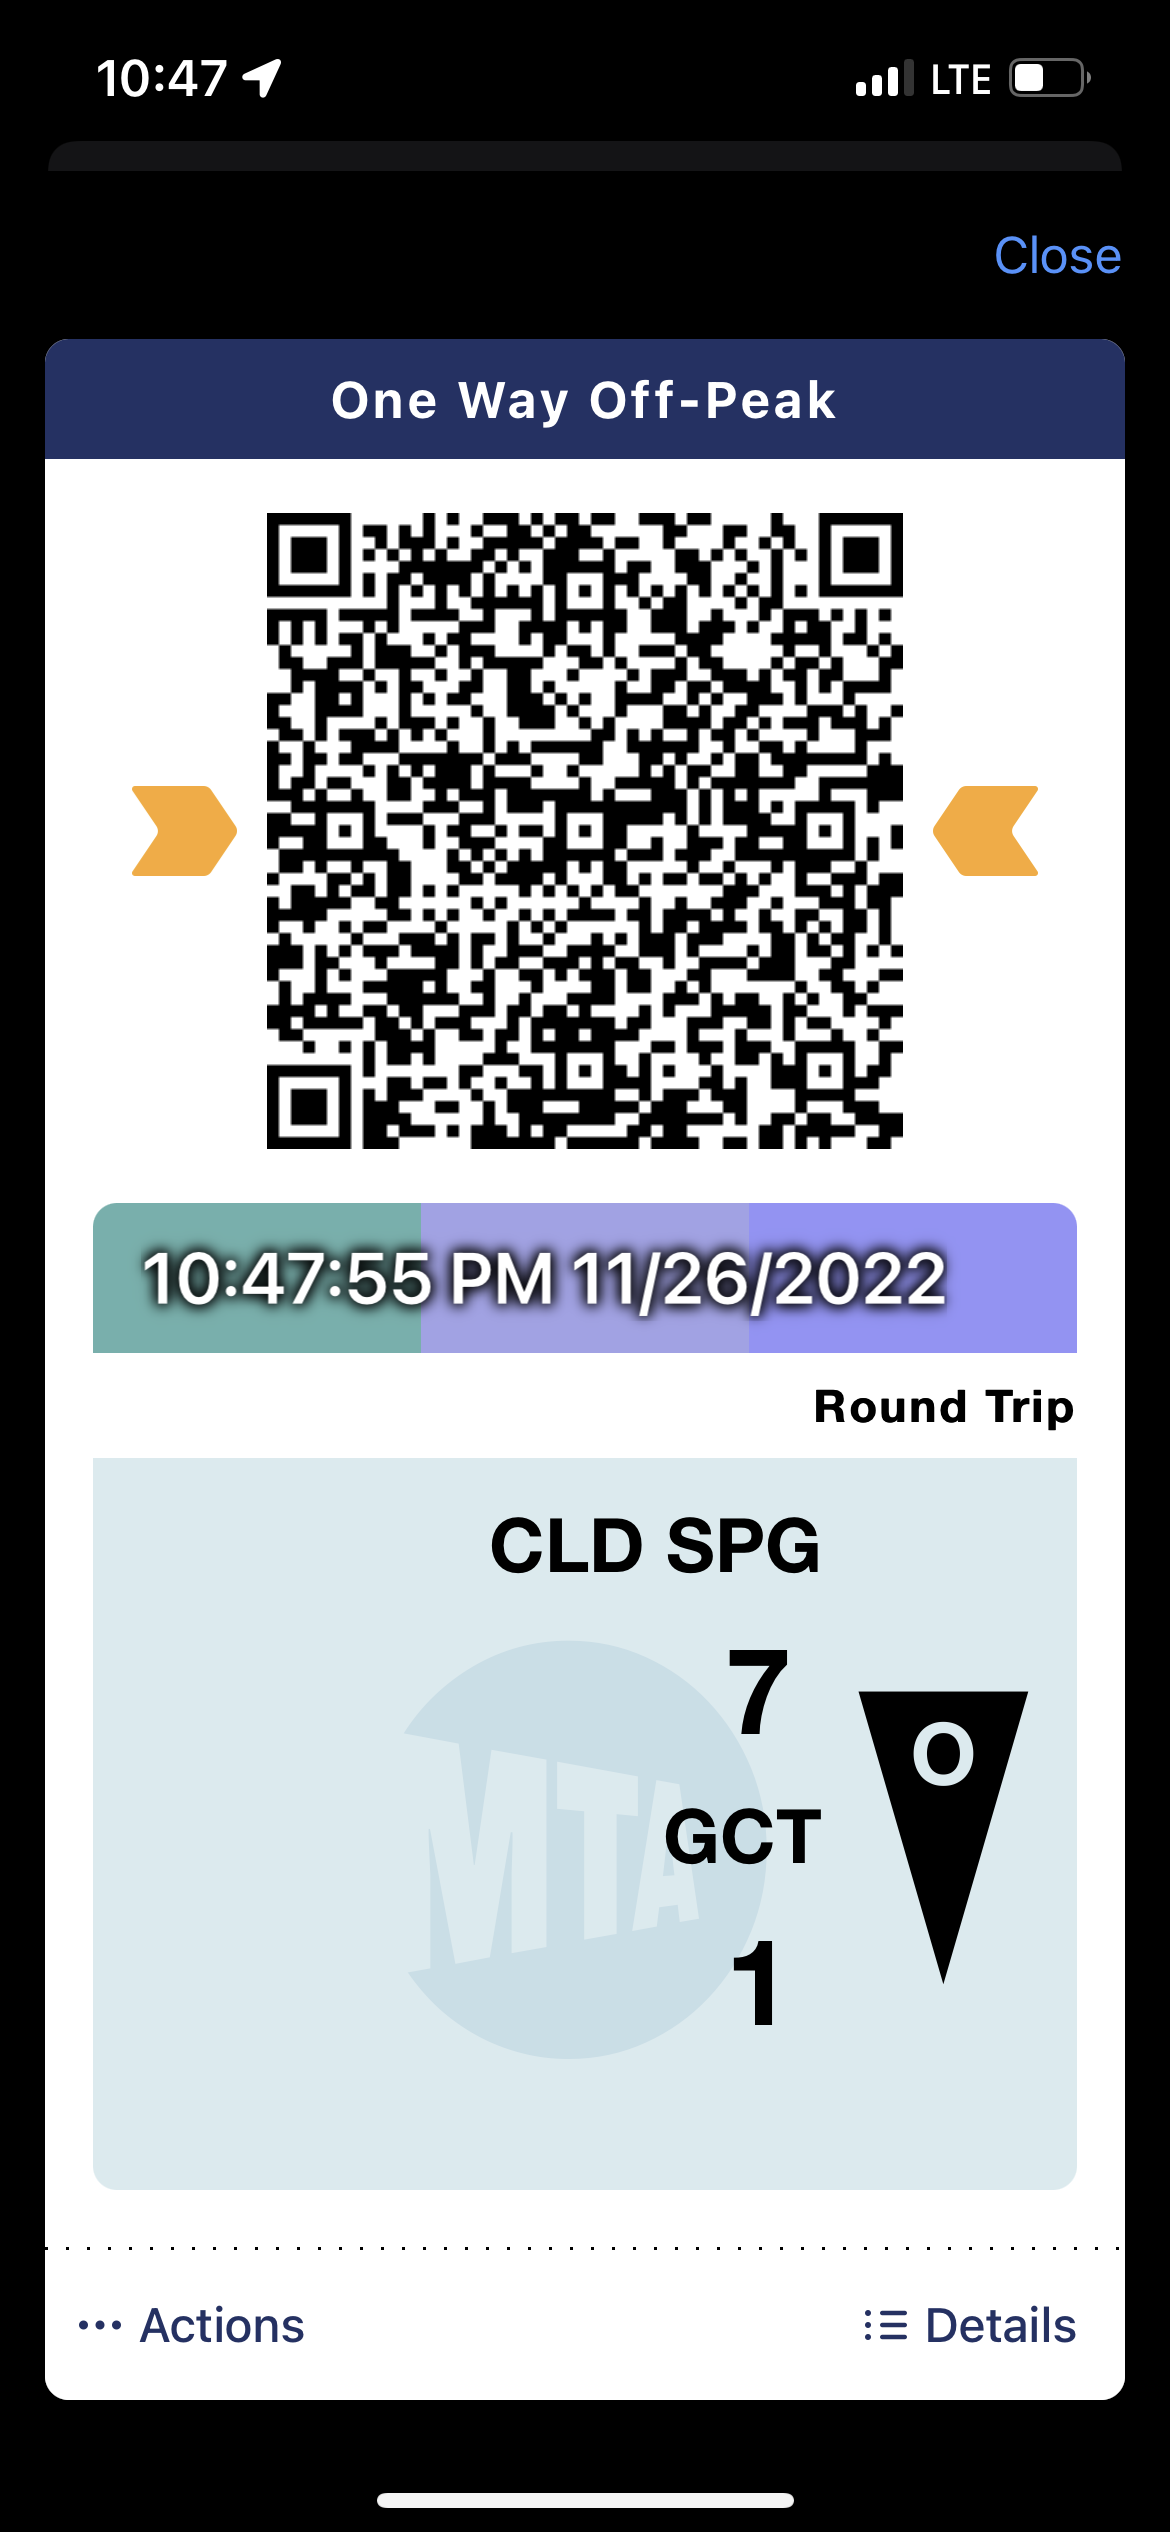 10:47 LTE
Close
One Way Off-Peak
10:47:55 PM 11/26/2022
Round Trip
CLD SPG
7
O
MTA
GCT
1
Actions
Details